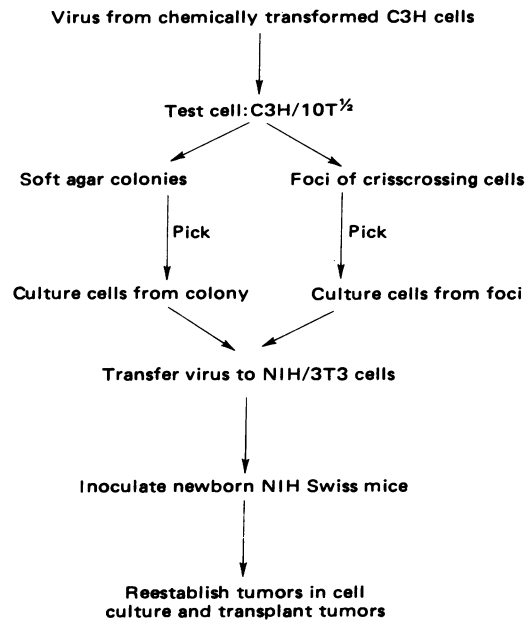 Virus from chemically transformed C3H cells
Test cell:C3H/10T½
Soft agar colonies
Foci of crisscrossing cells
Pick
Pick
Culture cells from colony
Culture cells from foci
Transfer virus to NIH/3T3 cells
Inoculate newborn NIH Swiss mice
Reestablish tumors in cell
culture and transplant tumors